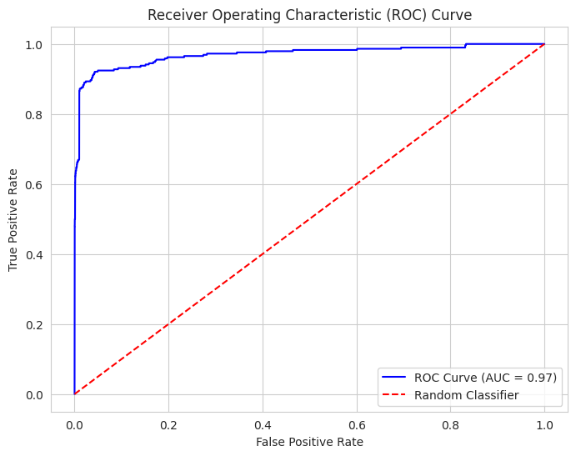 Receiver Operating Characteristic (ROC) Curve
True Positive Rate
1.0
0.8
0.6
0.4
0.2
0.0
ROC Curve (AUC = 0.97)
Random Classifier
0.0 0.2 0.4 0.6 0.8 1.0
False Positive Rate